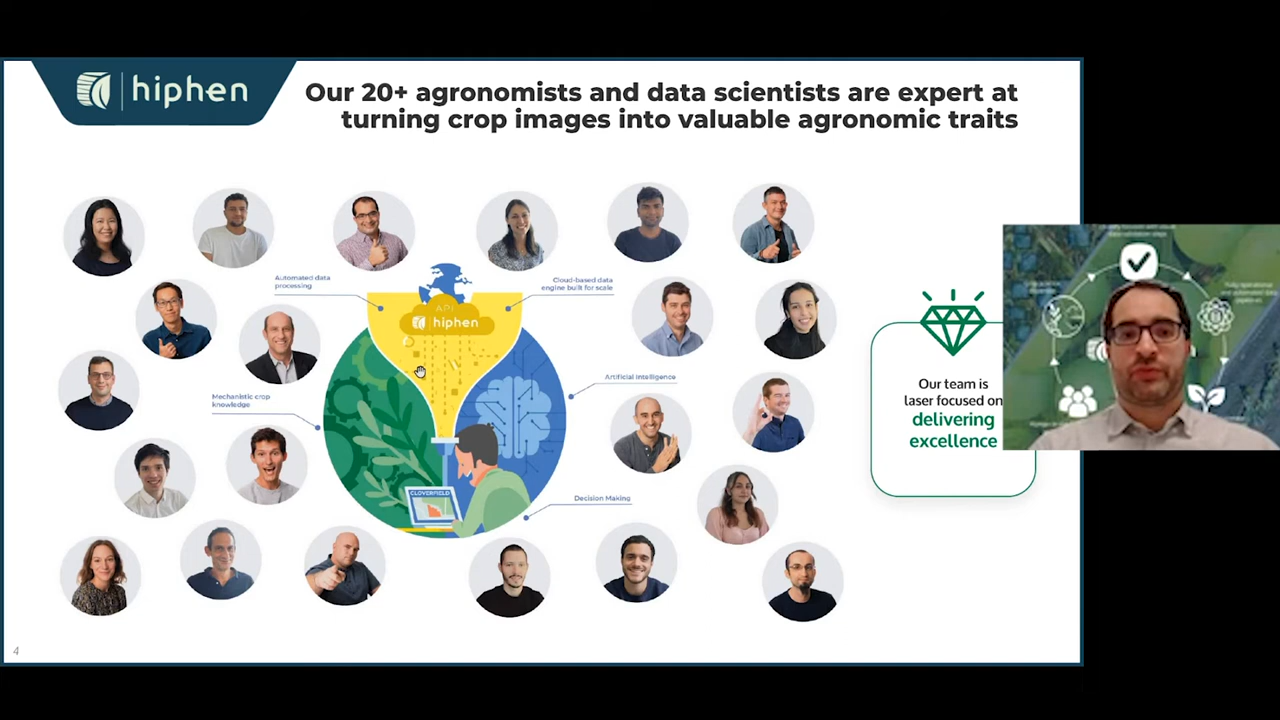 hiphen
Our 20+ agronomists and data scientists are expert at
turning crop images into valuable agronomic traits
Automated data
processing
Cloud-based data
engine built for scale
API
hiphen
Artificial Intelligence
Mechanistic crop
knowledge
CLOVERFIELD
Decision Making
Our team is
laser focused on
delivering
excellence
4